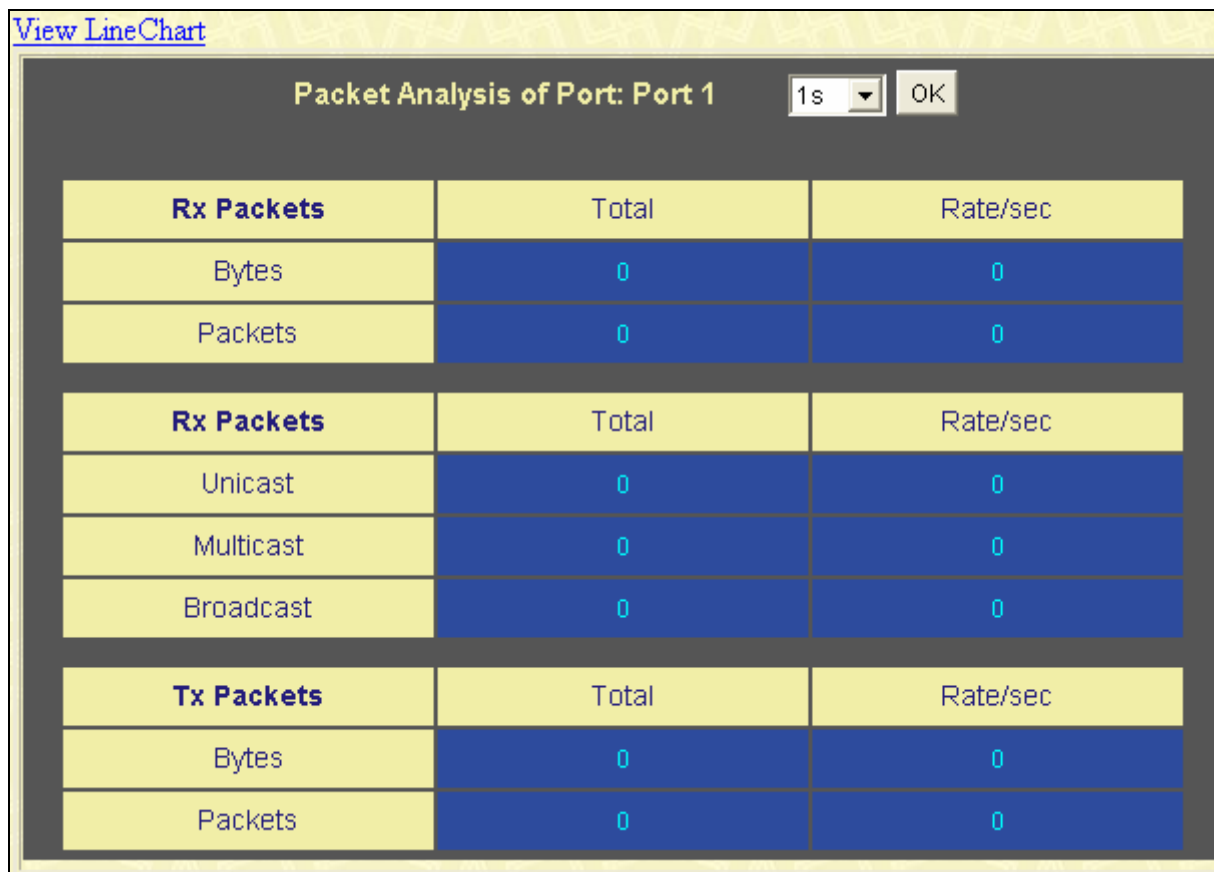 View LineChart
Packet Analysis of Port: Port 1 1s OK
Rx Packets Total Rate/sec
Bytes 0 0
Packets 0 0
Rx Packets Total Rate/sec
Unicast 0 0
Multicast 0 0
Broadcast 0 0
Tx Packets Total Rate/sec
Bytes 0 0
Packets 0 0